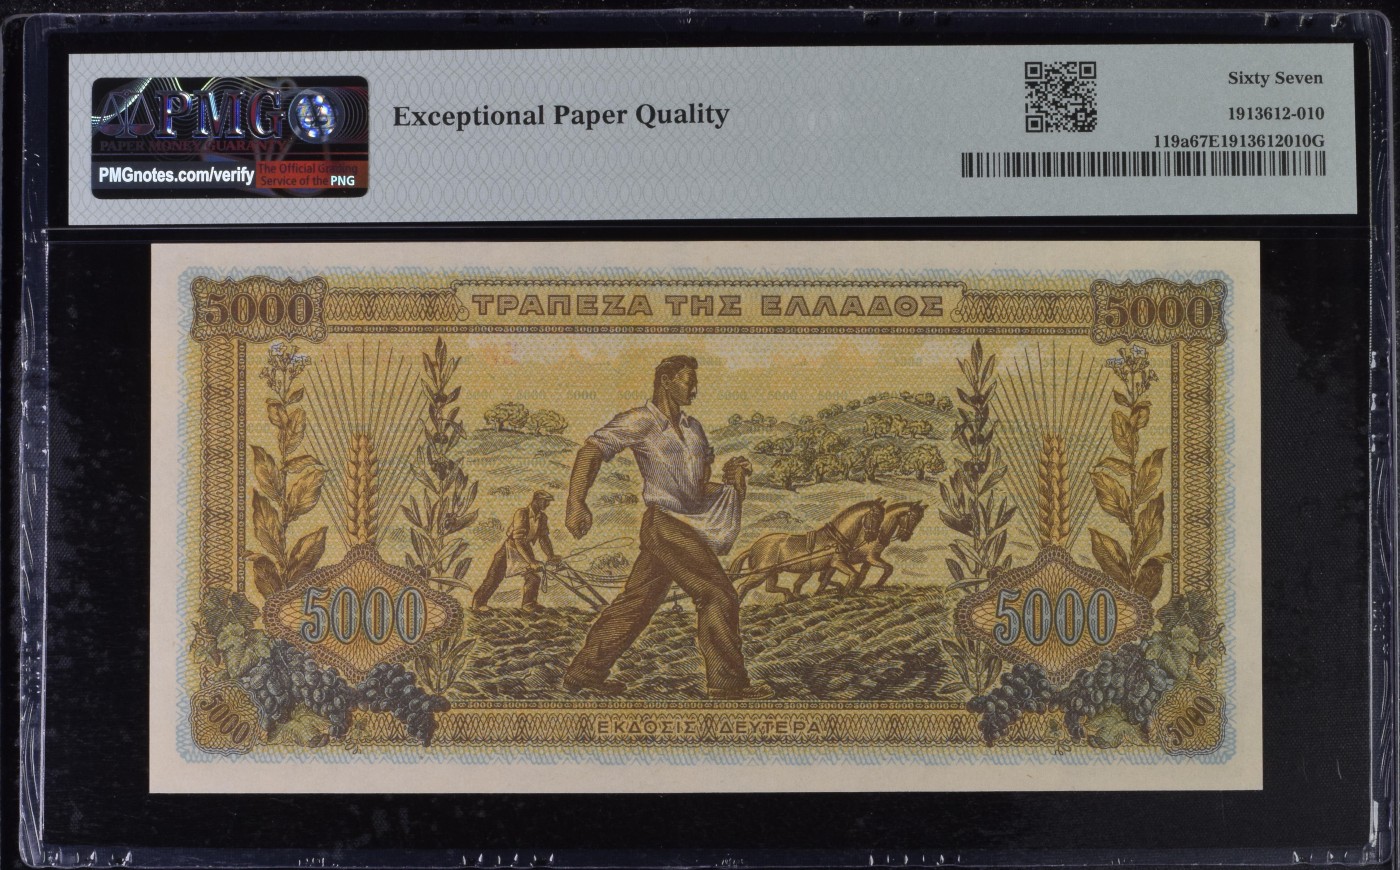 PMG
PAPER MONEY GUARANTY
PMGnotes.com/verify
The Official Grading
Service of the PNG
Exceptional Paper Quality
Sixty Seven
1913612-010
119a67E1913612010G
5000 ΤΡΑΠΕΖΑ ΤΗΣ ΕΛΛΑΔΟΣ 5000
5000 5000
5000 ΕΚΔΟΣΙΣ ΔΕΥΤΕΡΑ 5000